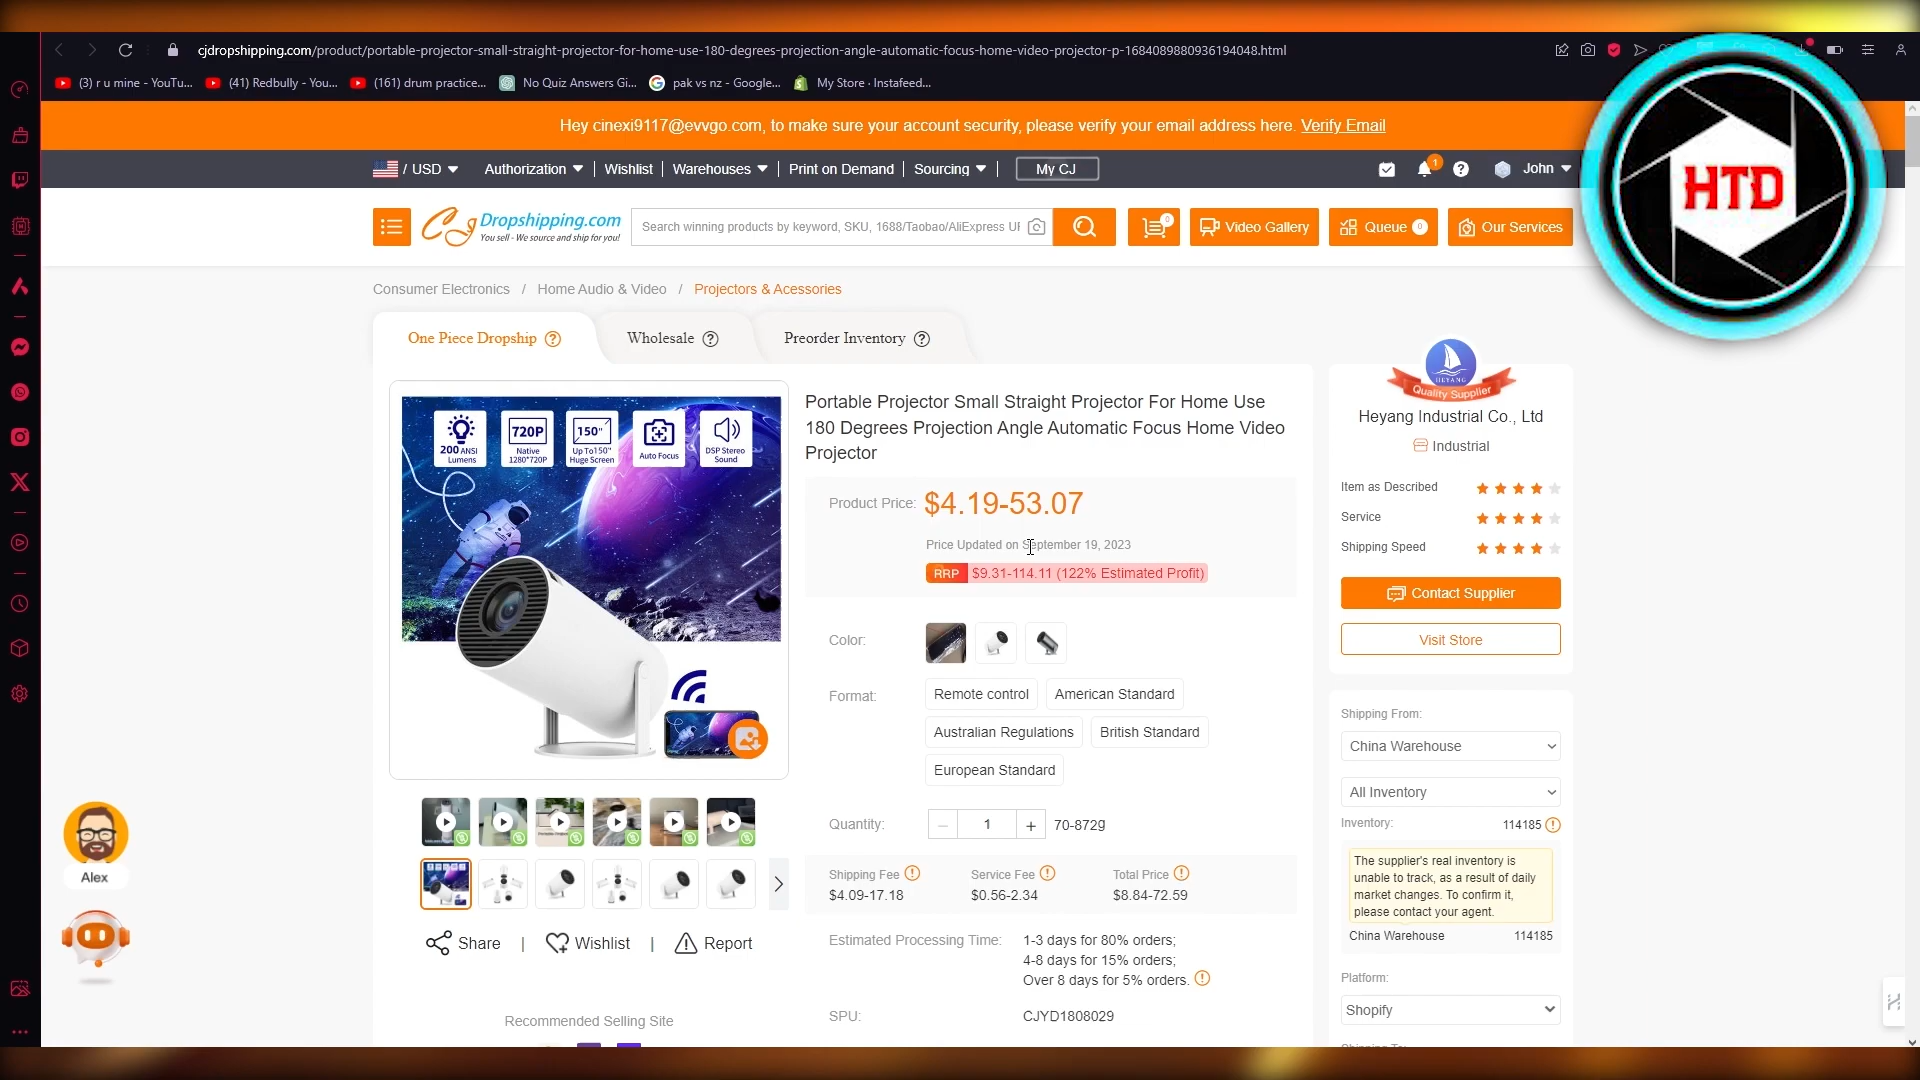 cjdropshipping.com/product/portable-projector-small-straight-projector-for-home-use-180-degrees-projection-angle-automatic-focus-home-video-projector-p-1684089880936194048.html
(3) r u mine - YouTu... (41) Redbully - You... (161) drum practice... No Quiz Answers Gi... pak vs nz - Google... My Store · Instafeed...
Hey cinexi9117@evvgo.com, to make sure your account security, please verify your email address here. Verify Email
/ USD Authorization Wishlist Warehouses Print on Demand Sourcing My CJ 1 John
HTD
CJ Dropshipping.com
You sell - We source and ship for you!
Search winning products by keyword, SKU, 1688/Taobao/AliExpress UR 0 Video Gallery Queue 0 Our Services
Consumer Electronics / Home Audio & Video / Projectors & Acessories
One Piece Dropship Wholesale Preorder Inventory
200 ANSI Lumens
720P Native 1280*720P
150" Up To150" Huge Screen
Auto Focus
DSP Stereo Sound
Portable Projector Small Straight Projector For Home Use
180 Degrees Projection Angle Automatic Focus Home Video
Projector
Product Price: $4.19-53.07
Price Updated on September 19, 2023
RRP $9.31-114.11 (122% Estimated Profit)
Color:
Format: Remote control American Standard
Australian Regulations British Standard
European Standard
Quantity: − 1 + 70-872g
Shipping Fee Service Fee Total Price
$4.09-17.18 $0.56-2.34 $8.84-72.59
Estimated Processing Time: 1-3 days for 80% orders;
4-8 days for 15% orders;
Over 8 days for 5% orders.
SPU: CJYD1808029
Share | Wishlist | Report
Recommended Selling Site
Alex
HEYANG
Quality Supplier
Heyang Industrial Co., Ltd
Industrial
Item as Described
Service
Shipping Speed
Contact Supplier
Visit Store
Shipping From:
China Warehouse
All Inventory
Inventory: 114185
The supplier's real inventory is
unable to track, as a result of daily
market changes. To confirm it,
please contact your agent.
China Warehouse 114185
Platform:
Shopify